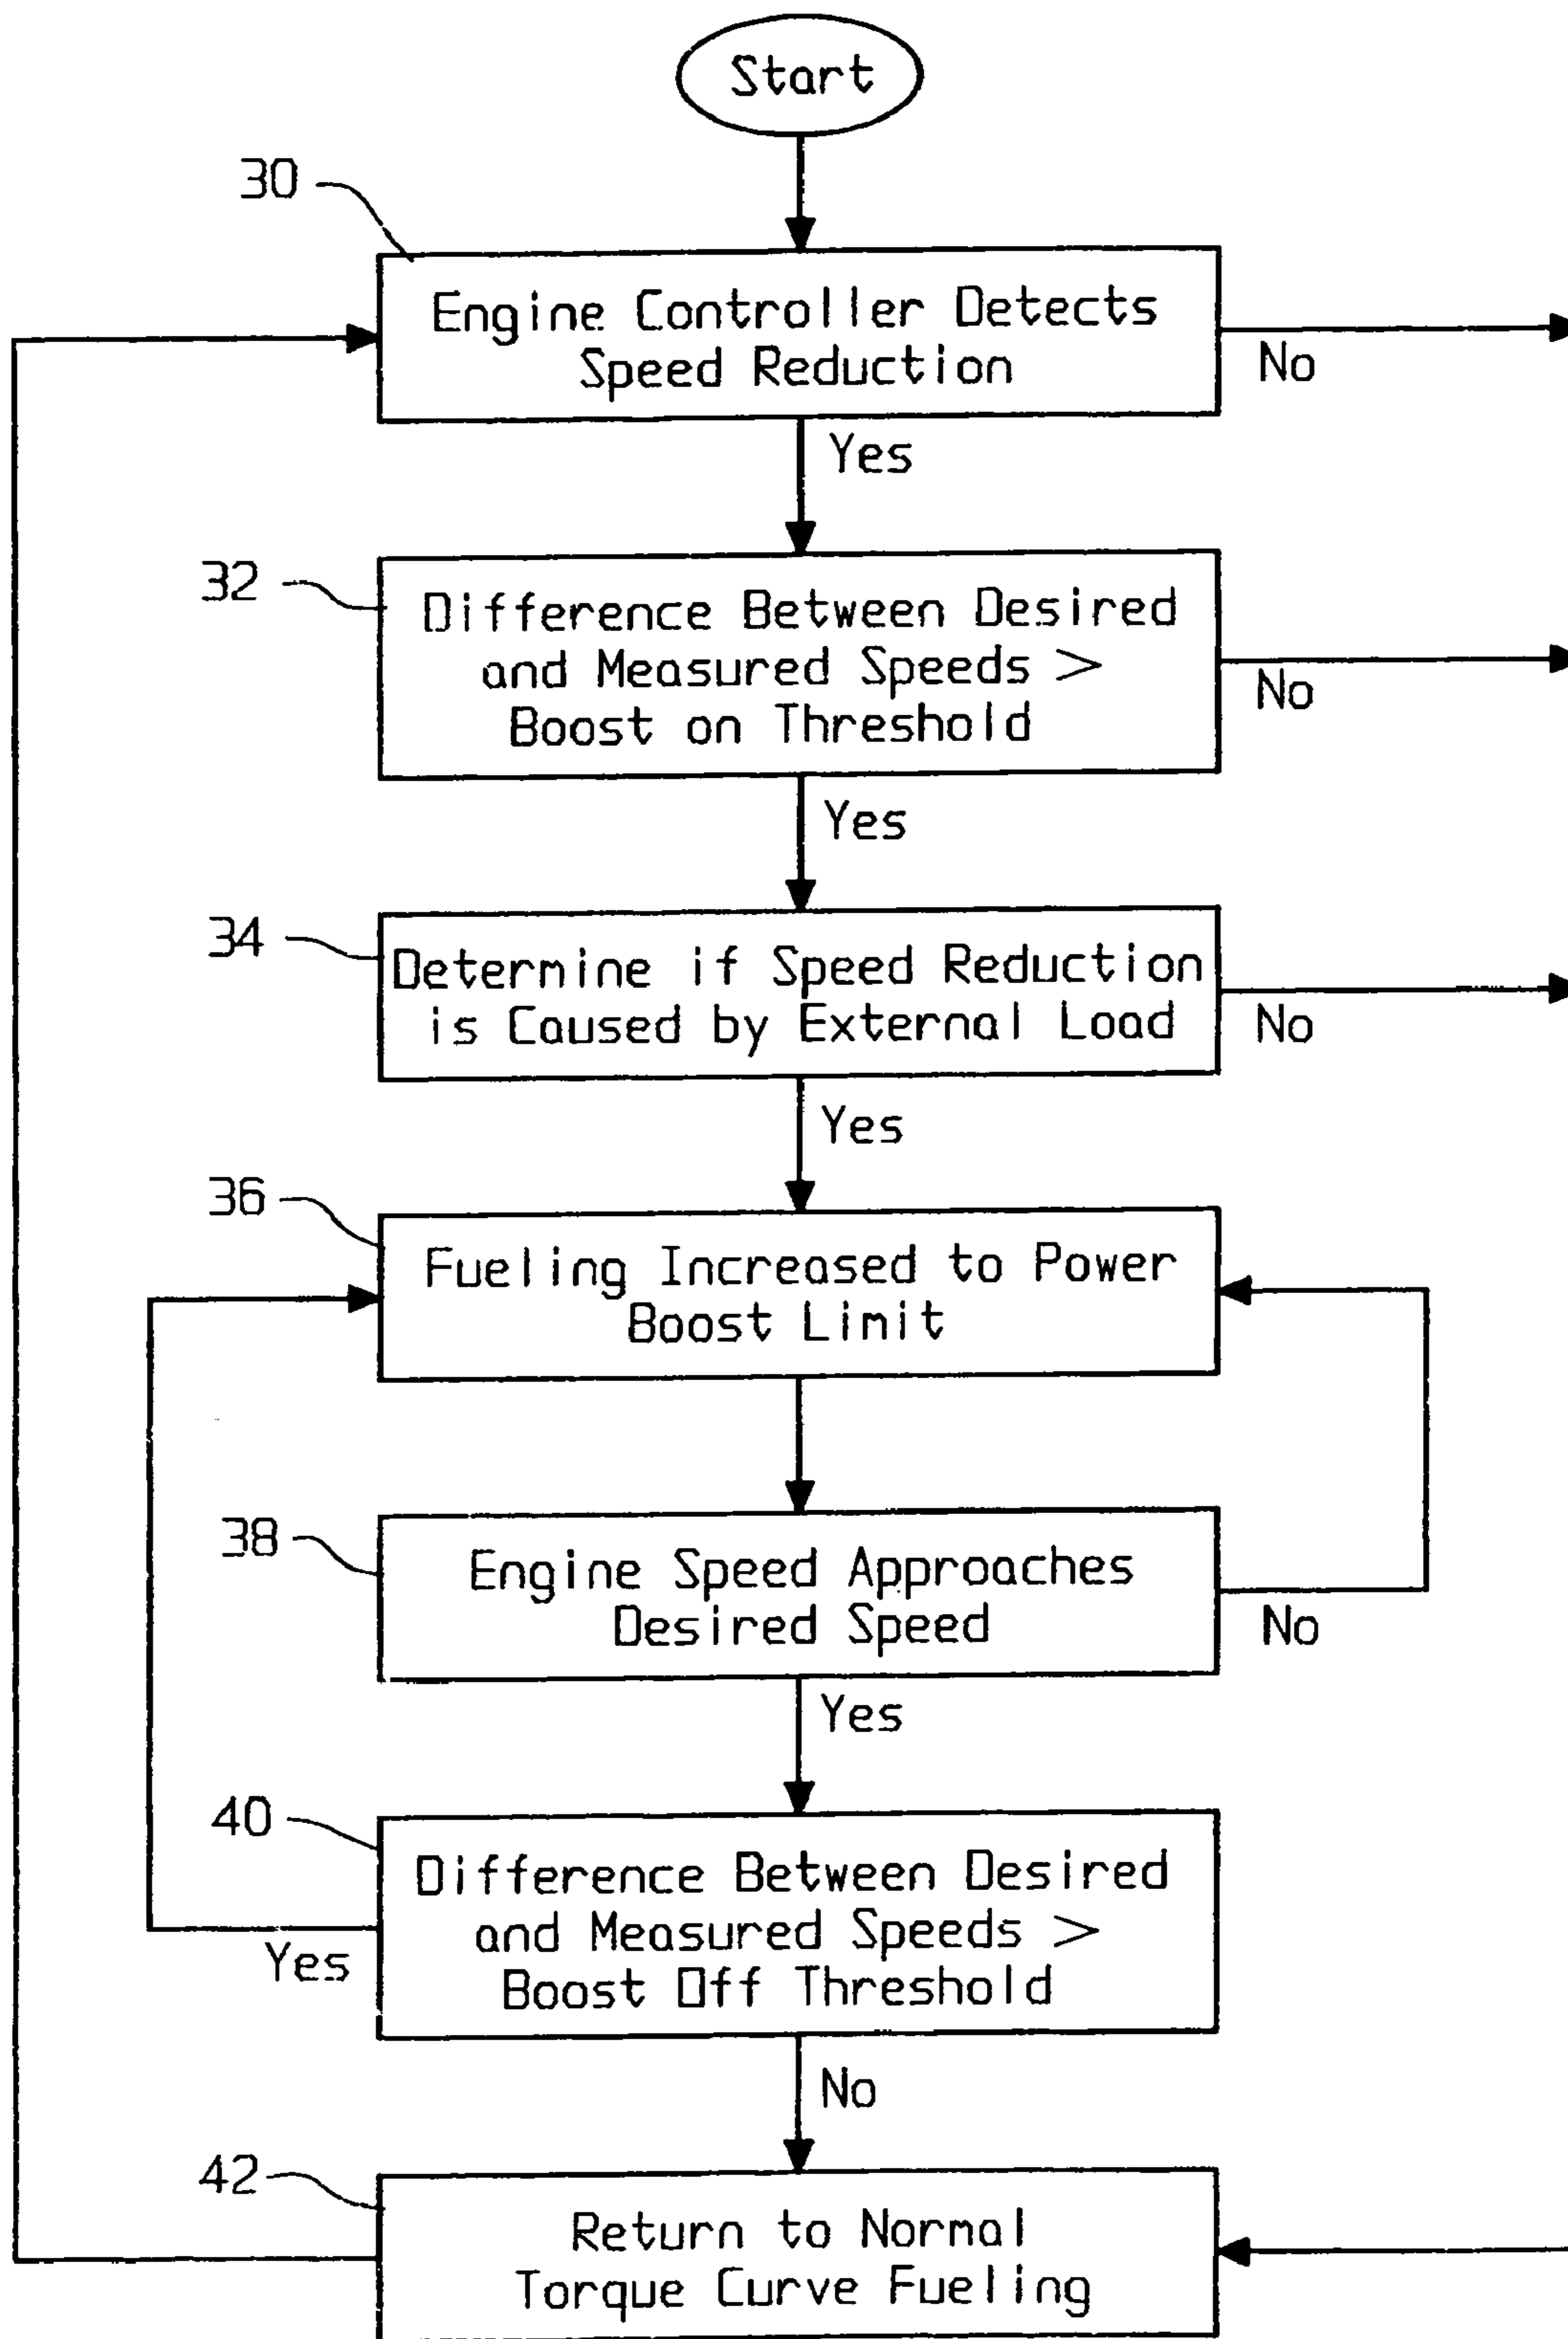 Start
30
Engine Controller Detects
Speed Reduction
No
Yes
32
Difference Between Desired
and Measured Speeds >
Boost on Threshold
No
Yes
34
Determine if Speed Reduction
is Caused by External Load
No
Yes
36
Fueling Increased to Power
Boost Limit
38
Engine Speed Approaches
Desired Speed
No
Yes
40
Difference Between Desired
and Measured Speeds >
Boost Off Threshold
Yes
No
42
Return to Normal
Torque Curve Fueling